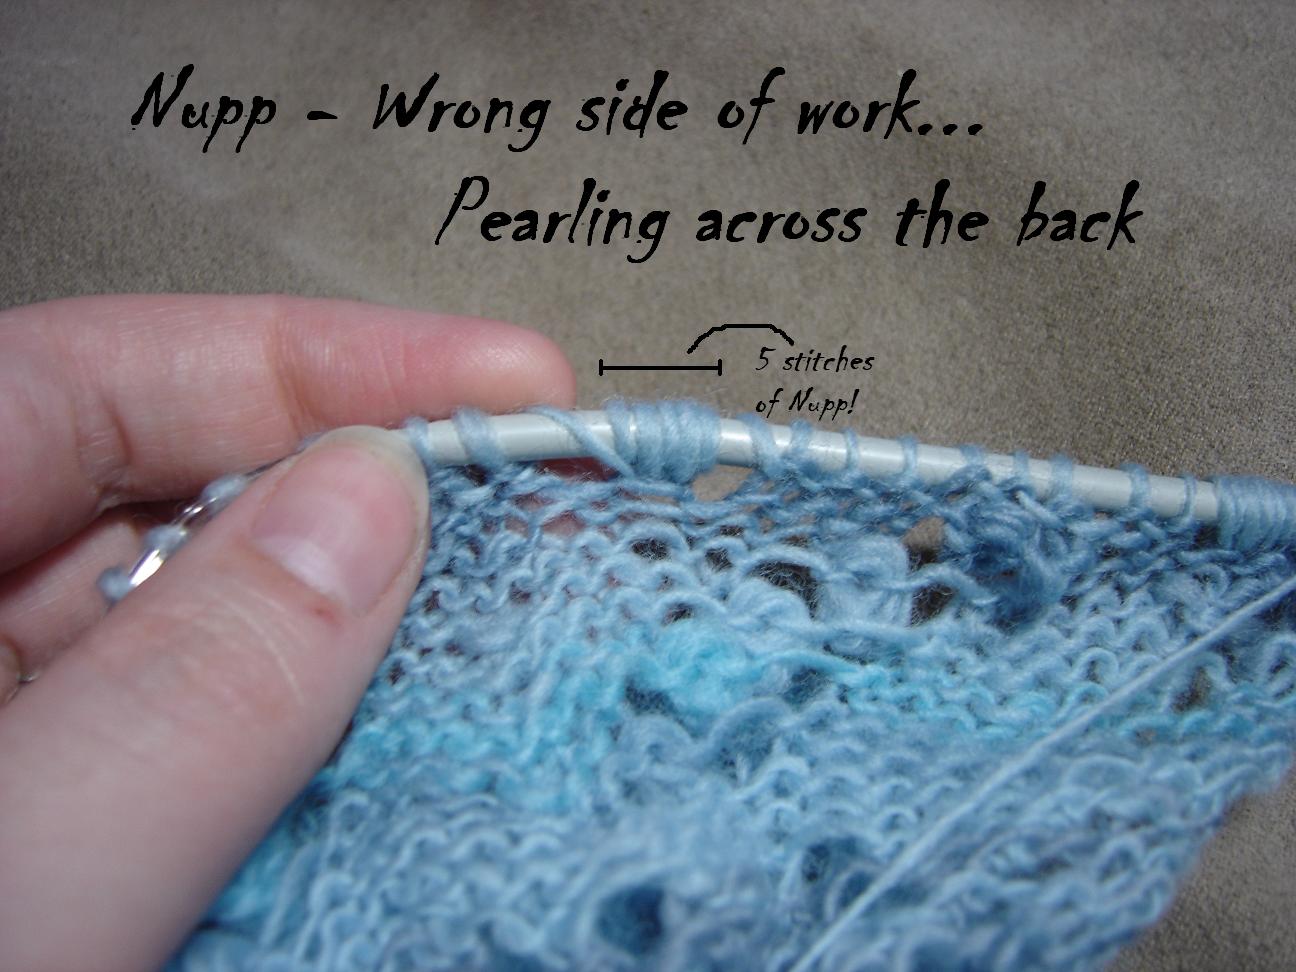 Nupp - Wrong side of work...
Pearling across the back
5 stitches
of Nupp!